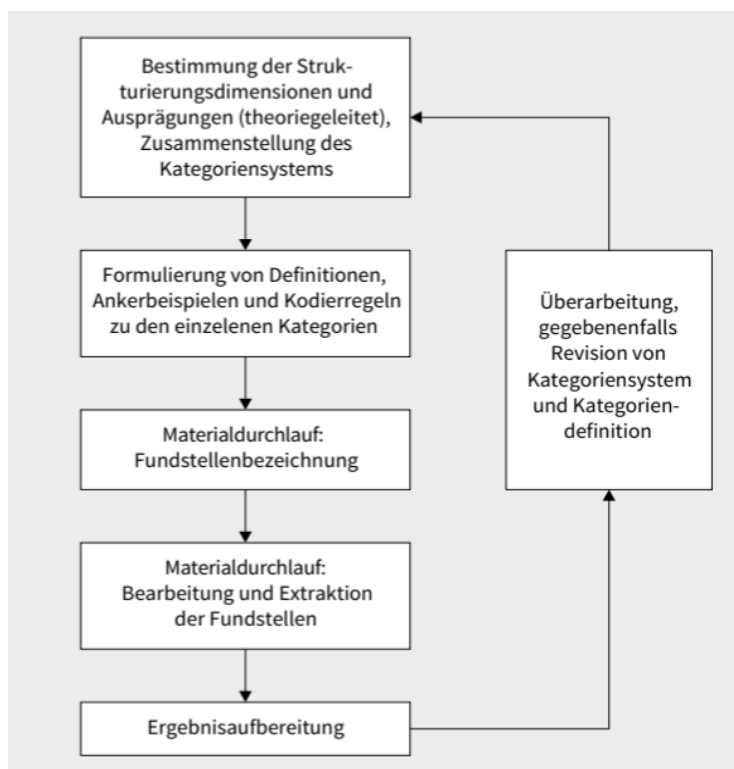 Bestimmung der Struk-
turierungsdimensionen und
Ausprägungen (theoriegeleitet),
Zusammenstellung des
Kategoriensystems
Formulierung von Definitionen,
Ankerbeispielen und Kodierregeln
zu den einzelenen Kategorien
Materialdurchlauf:
Fundstellenbezeichnung
Materialdurchlauf:
Bearbeitung und Extraktion
der Fundstellen
Ergebnisaufbereitung
Überarbeitung,
gegebenenfalls
Revision von
Kategoriensystem
und Kategorien-
definition